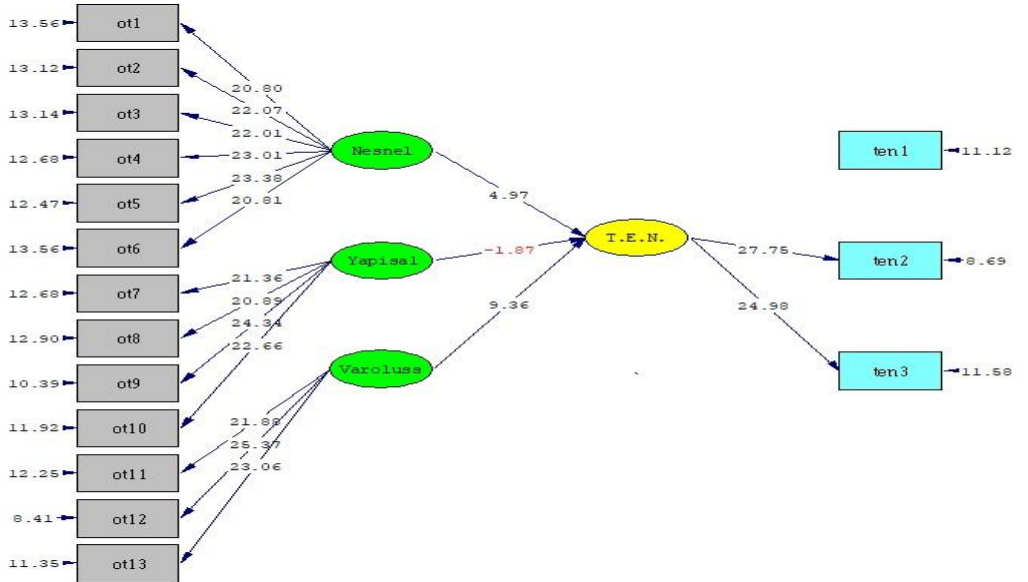 13.56 ot1
13.12 ot2
20.80
22.07
13.14 ot3
22.01
Nesnel ten1 11.12
12.68 ot4
23.01
23.38
12.47 ot5
4.97
20.81
13.56 ot6
T.E.N.
-1.87 27.75
Yapisal ten2 8.69
21.36
12.68 ot7
20.89
9.36 24.98
24.34
12.90 ot8
22.66
Varoluss ten3 11.58
10.39 ot9
21.88
11.92 ot10
25.37
23.06
12.25 ot11
8.41 ot12
11.35 ot13